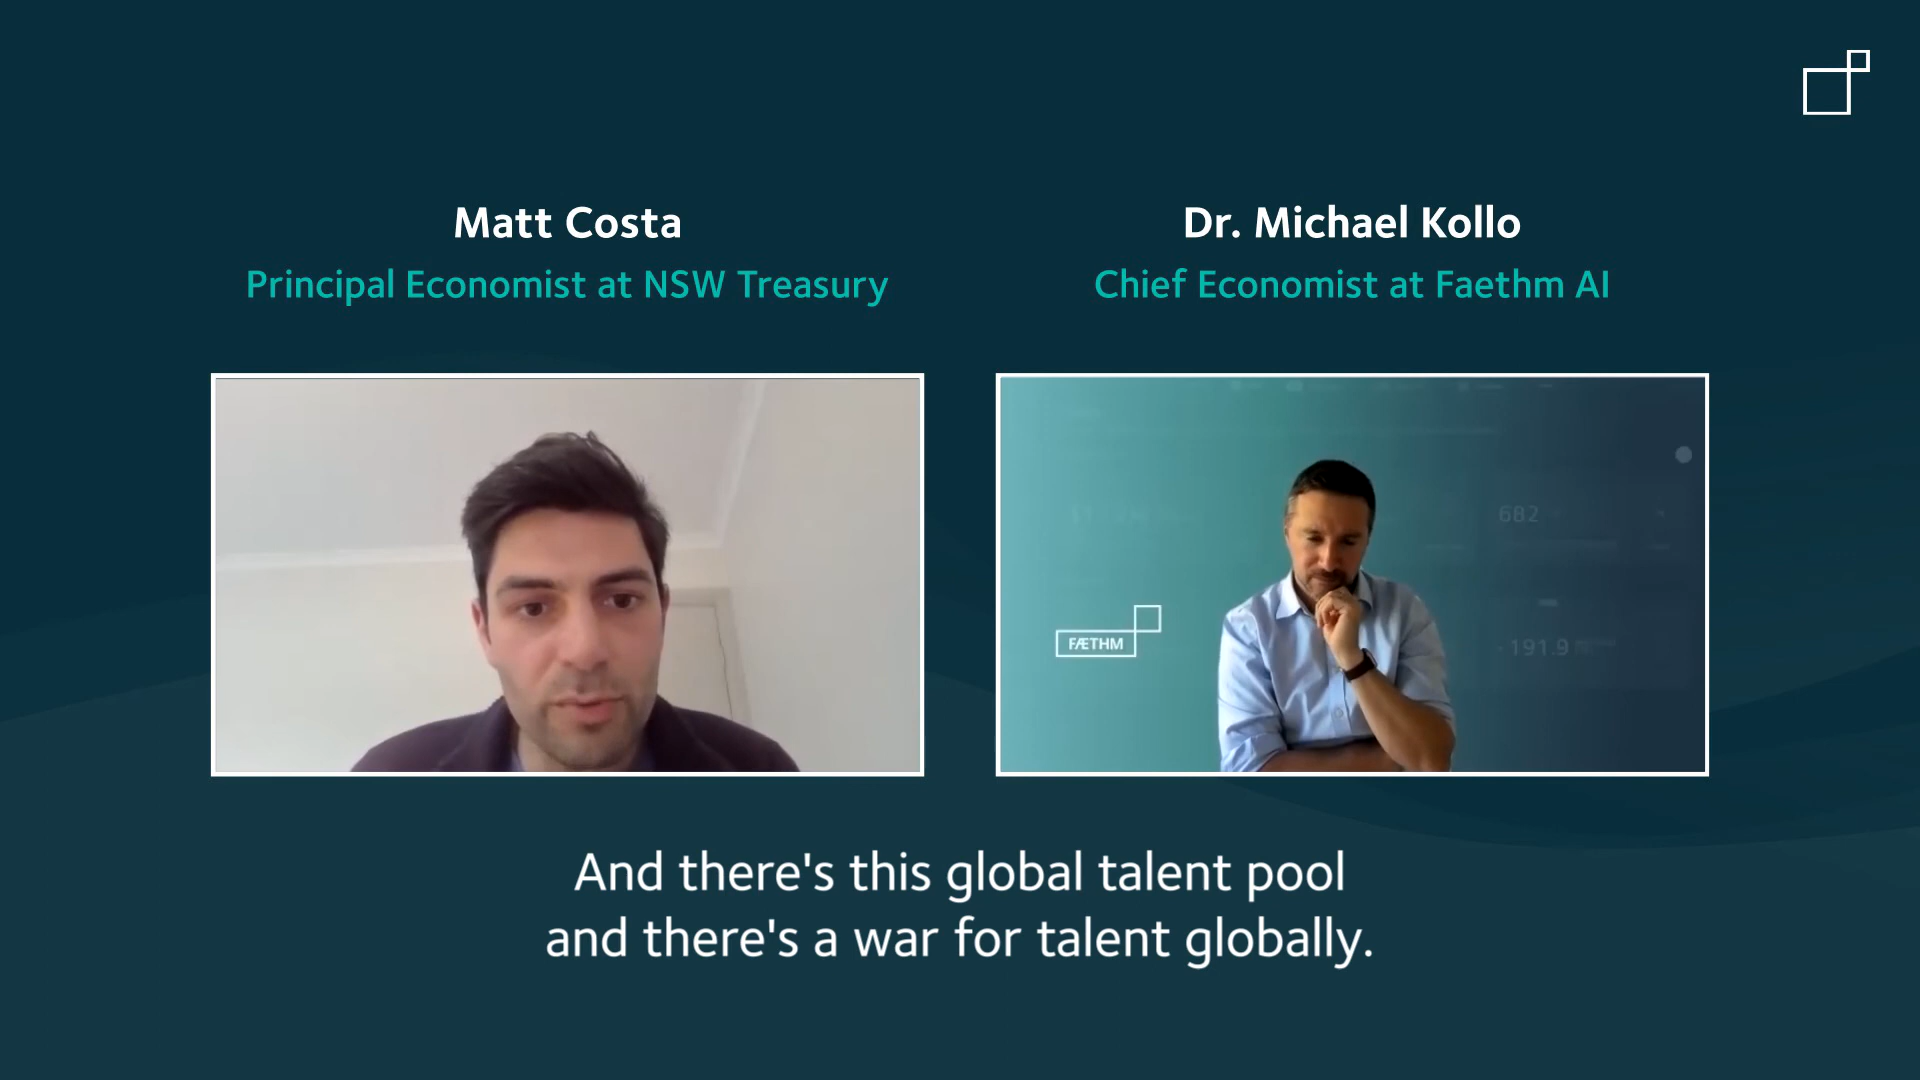 Matt Costa
Principal Economist at NSW Treasury
Dr. Michael Kollo
Chief Economist at Faethm AI
682
FÆTHM
-191.9
And there's this global talent pool
and there's a war for talent globally.